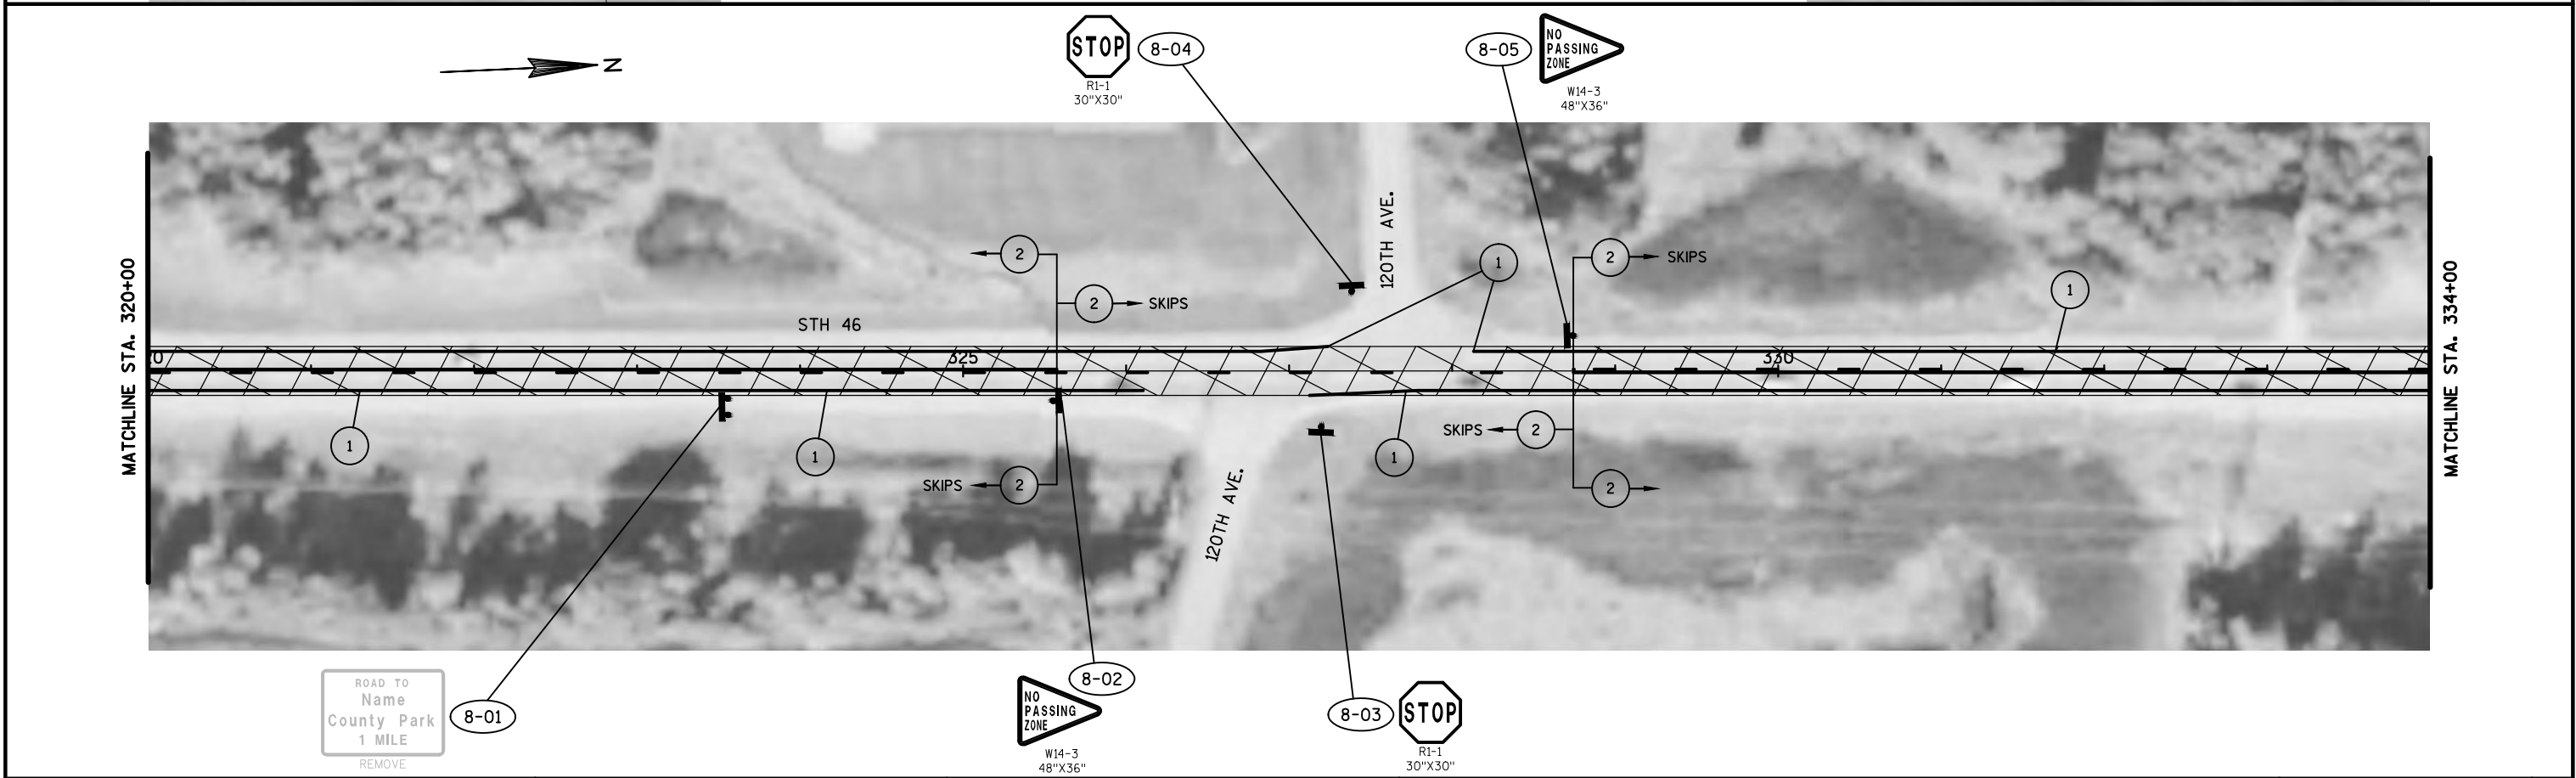 STOP
R1-1
30"X30"
8-04
8-05
NO
PASSING
ZONE
W14-3
48"X36"
N
MATCHLINE STA. 320+00
MATCHLINE STA. 334+00
120TH AVE.
2
2
SKIPS
1
2
SKIPS
1
STH 46
325
330
1
1
SKIPS
2
1
SKIPS
2
2
120TH AVE.
ROAD TO
Name
County Park
1 MILE
REMOVE
8-01
8-02
NO
PASSING
ZONE
W14-3
48"X36"
8-03
STOP
R1-1
30"X30"